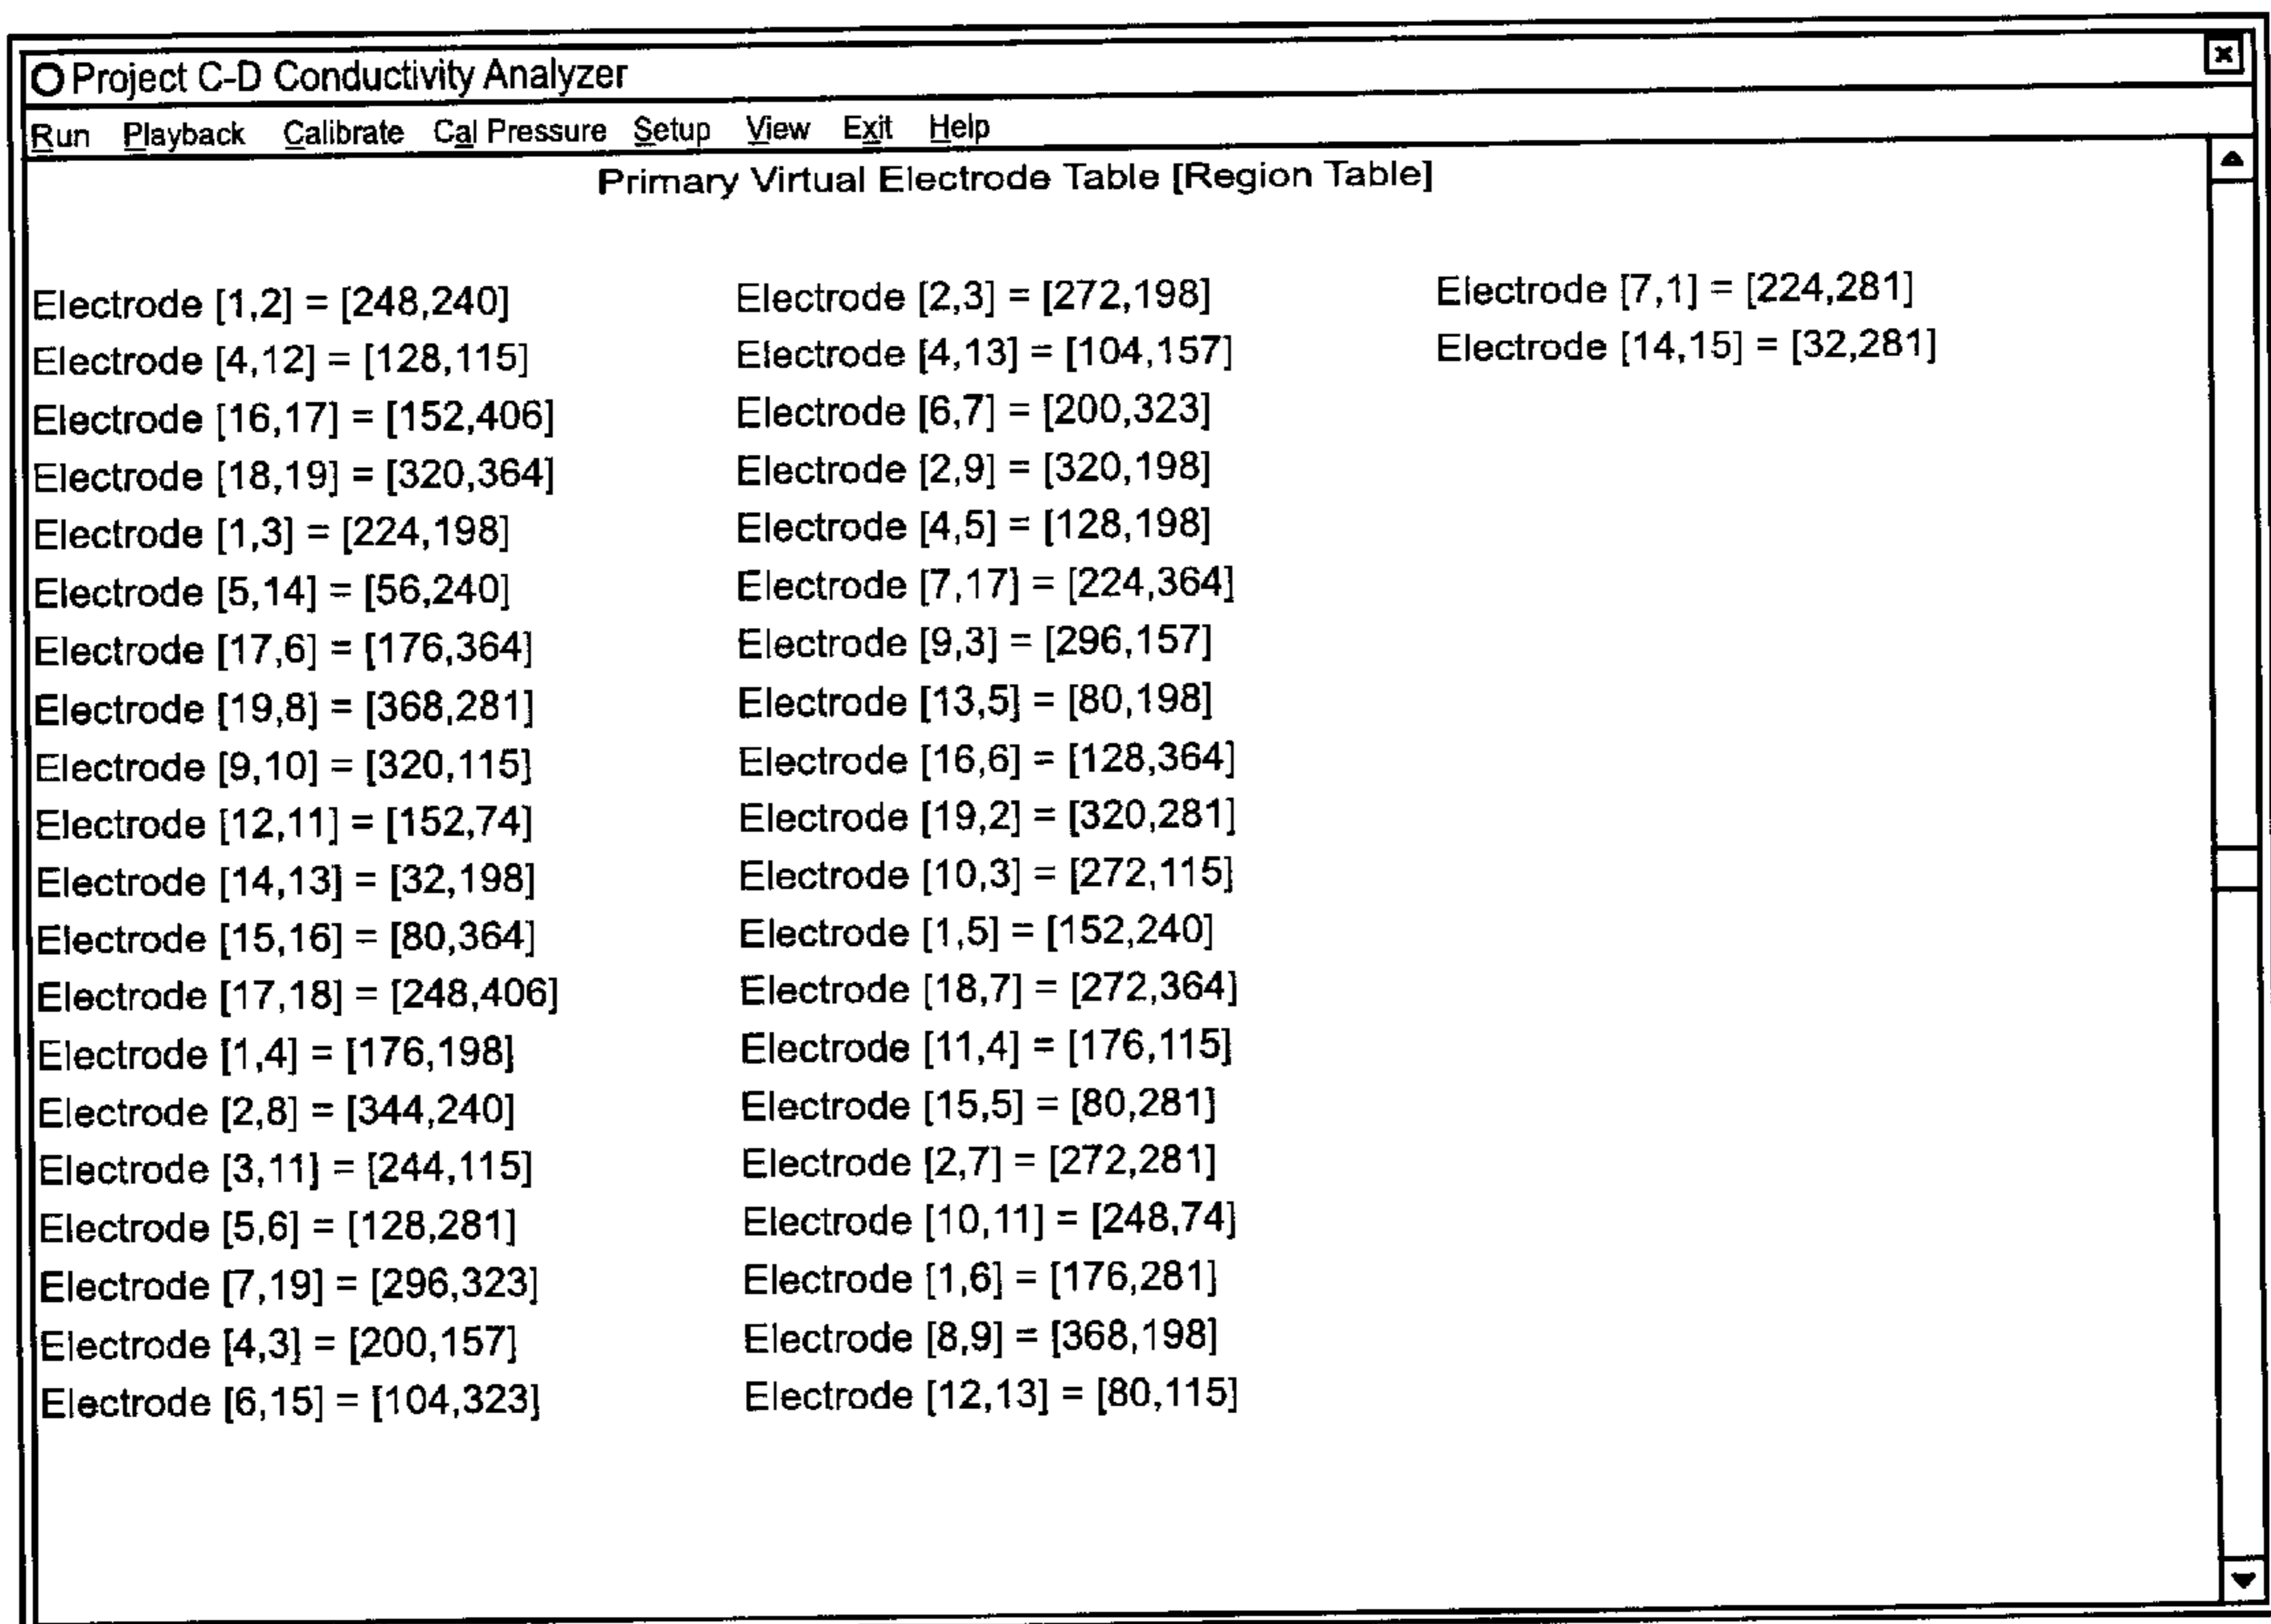 Project C-D Conductivity Analyzer
Run Playback Calibrate Cal Pressure Setup View Exit Help
Primary Virtual Electrode Table [Region Table]
Electrode [1,2] = [248,240] Electrode [2,3] = [272,198] Electrode [7,1] = [224,281]
Electrode [4,12] = [128,115] Electrode [4,13] = [104,157] Electrode [14,15] = [32,281]
Electrode [16,17] = [152,406] Electrode [6,7] = [200,323]
Electrode [18,19] = [320,364] Electrode [2,9] = [320,198]
Electrode [1,3] = [224,198] Electrode [4,5] = [128,198]
Electrode [5,14] = [56,240] Electrode [7,17] = [224,364]
Electrode [17,6] = [176,364] Electrode [9,3] = [296,157]
Electrode [19,8] = [368,281] Electrode [13,5] = [80,198]
Electrode [9,10] = [320,115] Electrode [16,6] = [128,364]
Electrode [12,11] = [152,74] Electrode [19,2] = [320,281]
Electrode [14,13] = [32,198] Electrode [10,3] = [272,115]
Electrode [15,16] = [80,364] Electrode [1,5] = [152,240]
Electrode [17,18] = [248,406] Electrode [18,7] = [272,364]
Electrode [1,4] = [176,198] Electrode [11,4] = [176,115]
Electrode [2,8] = [344,240] Electrode [15,5] = [80,281]
Electrode [3,11] = [244,115] Electrode [2,7] = [272,281]
Electrode [5,6] = [128,281] Electrode [10,11] = [248,74]
Electrode [7,19] = [296,323] Electrode [1,6] = [176,281]
Electrode [4,3] = [200,157] Electrode [8,9] = [368,198]
Electrode [6,15] = [104,323] Electrode [12,13] = [80,115]